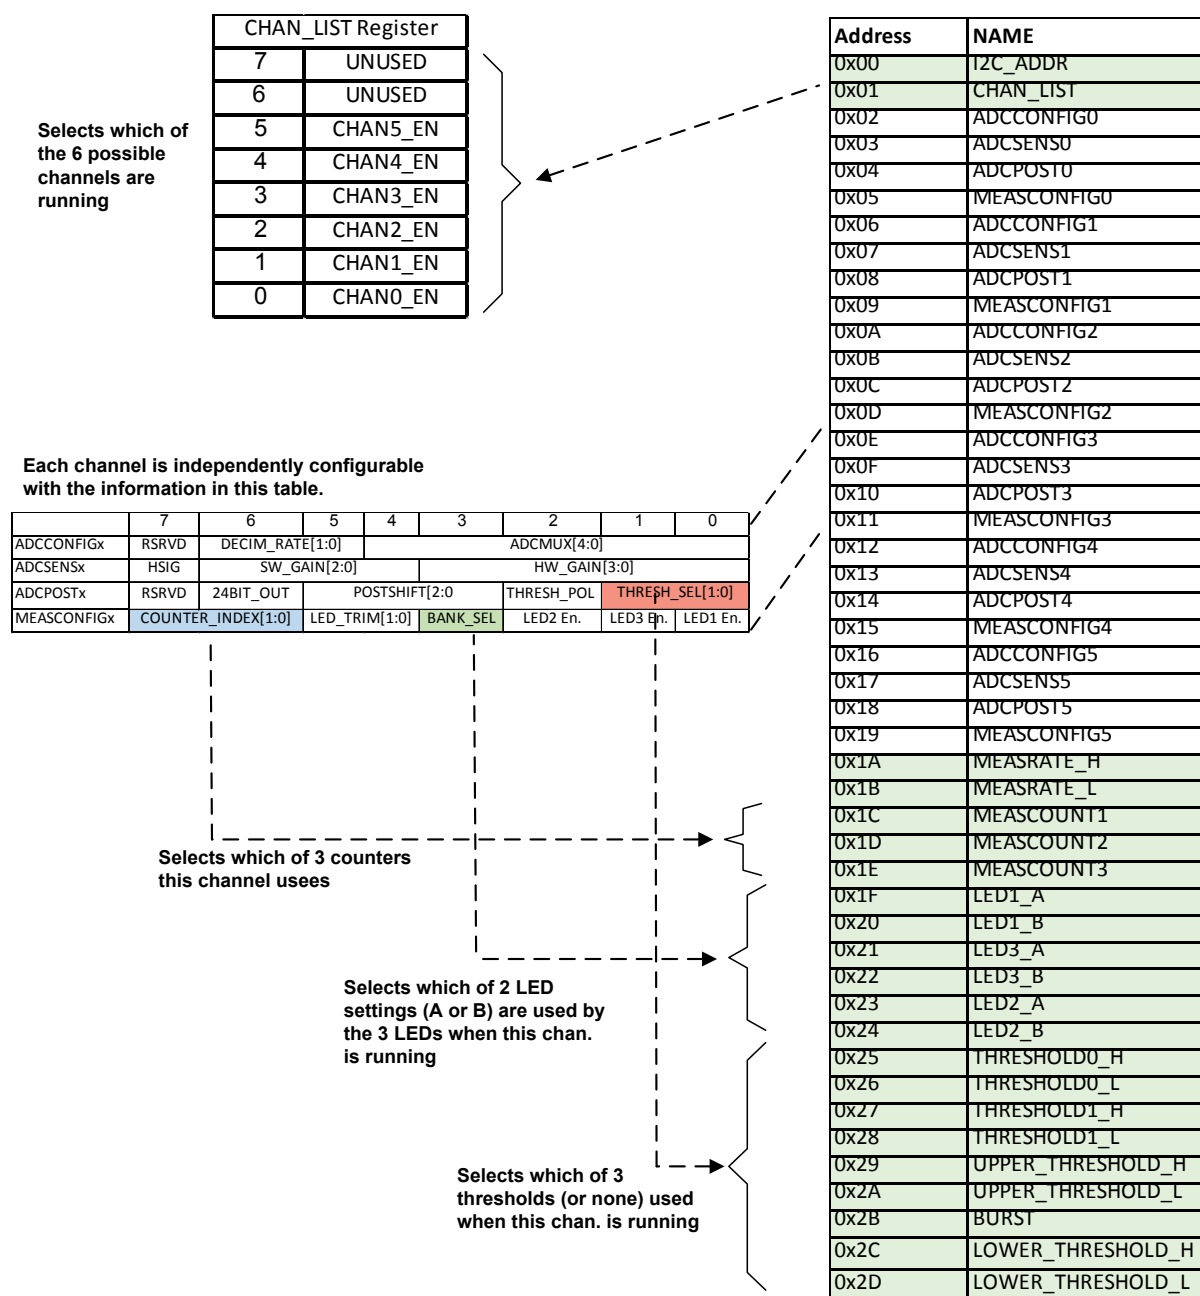 CHAN_LIST Register
7 UNUSED
6 UNUSED
5 CHAN5_EN
4 CHAN4_EN
3 CHAN3_EN
2 CHAN2_EN
1 CHAN1_EN
0 CHAN0_EN
Selects which of
the 6 possible
channels are
running
Each channel is independently configurable
with the information in this table.
7 6 5 4 3 2 1 0
ADCCONFIGx RSRVD DECIM_RATE[1:0] ADCMUX[4:0]
ADCSENSx HSIG SW_GAIN[2:0] HW_GAIN[3:0]
ADCPOSTx RSRVD 24BIT_OUT POSTSHIFT[2:0 THRESH_POL THRESH_SEL[1:0]
MEASCONFIGx COUNTER_INDEX[1:0] LED_TRIM[1:0] BANK_SEL LED2 En. LED3 En. LED1 En.
Selects which of 3 counters
this channel usees
Selects which of 2 LED
settings (A or B) are used by
the 3 LEDs when this chan.
is running
Selects which of 3
thresholds (or none) used
when this chan. is running
Address NAME
0x00 I2C_ADDR
0x01 CHAN_LIST
0x02 ADCCONFIG0
0x03 ADCSENS0
0x04 ADCPOST0
0x05 MEASCONFIG0
0x06 ADCCONFIG1
0x07 ADCSENS1
0x08 ADCPOST1
0x09 MEASCONFIG1
0x0A ADCCONFIG2
0x0B ADCSENS2
0x0C ADCPOST2
0x0D MEASCONFIG2
0x0E ADCCONFIG3
0x0F ADCSENS3
0x10 ADCPOST3
0x11 MEASCONFIG3
0x12 ADCCONFIG4
0x13 ADCSENS4
0x14 ADCPOST4
0x15 MEASCONFIG4
0x16 ADCCONFIG5
0x17 ADCSENS5
0x18 ADCPOST5
0x19 MEASCONFIG5
0x1A MEASRATE_H
0x1B MEASRATE_L
0x1C MEASCOUNT1
0x1D MEASCOUNT2
0x1E MEASCOUNT3
0x1F LED1_A
0x20 LED1_B
0x21 LED3_A
0x22 LED3_B
0x23 LED2_A
0x24 LED2_B
0x25 THRESHOLD0_H
0x26 THRESHOLD0_L
0x27 THRESHOLD1_H
0x28 THRESHOLD1_L
0x29 UPPER_THRESHOLD_H
0x2A UPPER_THRESHOLD_L
0x2B BURST
0x2C LOWER_THRESHOLD_H
0x2D LOWER_THRESHOLD_L